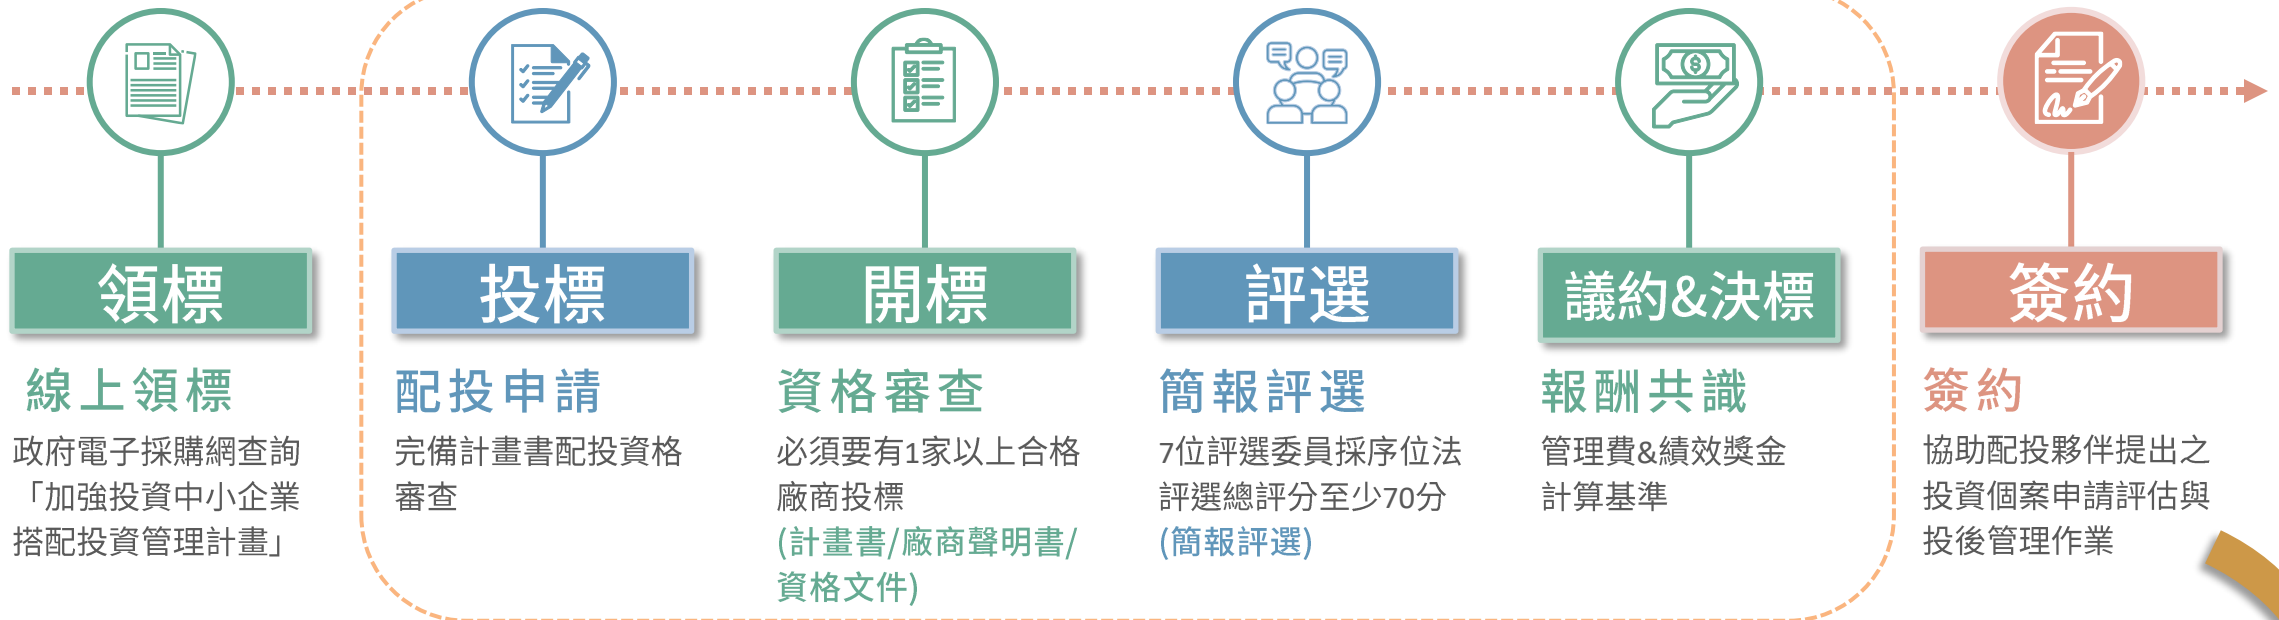 領標
投標
開標
評選
議約&決標
簽約
線上領標
政府電子採購網查詢
「加強投資中小企業
搭配投資管理計畫」
配投申請
完備計畫書配投資格
審查
資格審查
必須要有1家以上合格
廠商投標
(計畫書/廠商聲明書/
資格文件)
簡報評選
7位評選委員採序位法
評選總評分至少70分
(簡報評選)
報酬共識
管理費&績效獎金
計算基準
簽約
協助配投夥伴提出之
投資個案申請評估與
投後管理作業